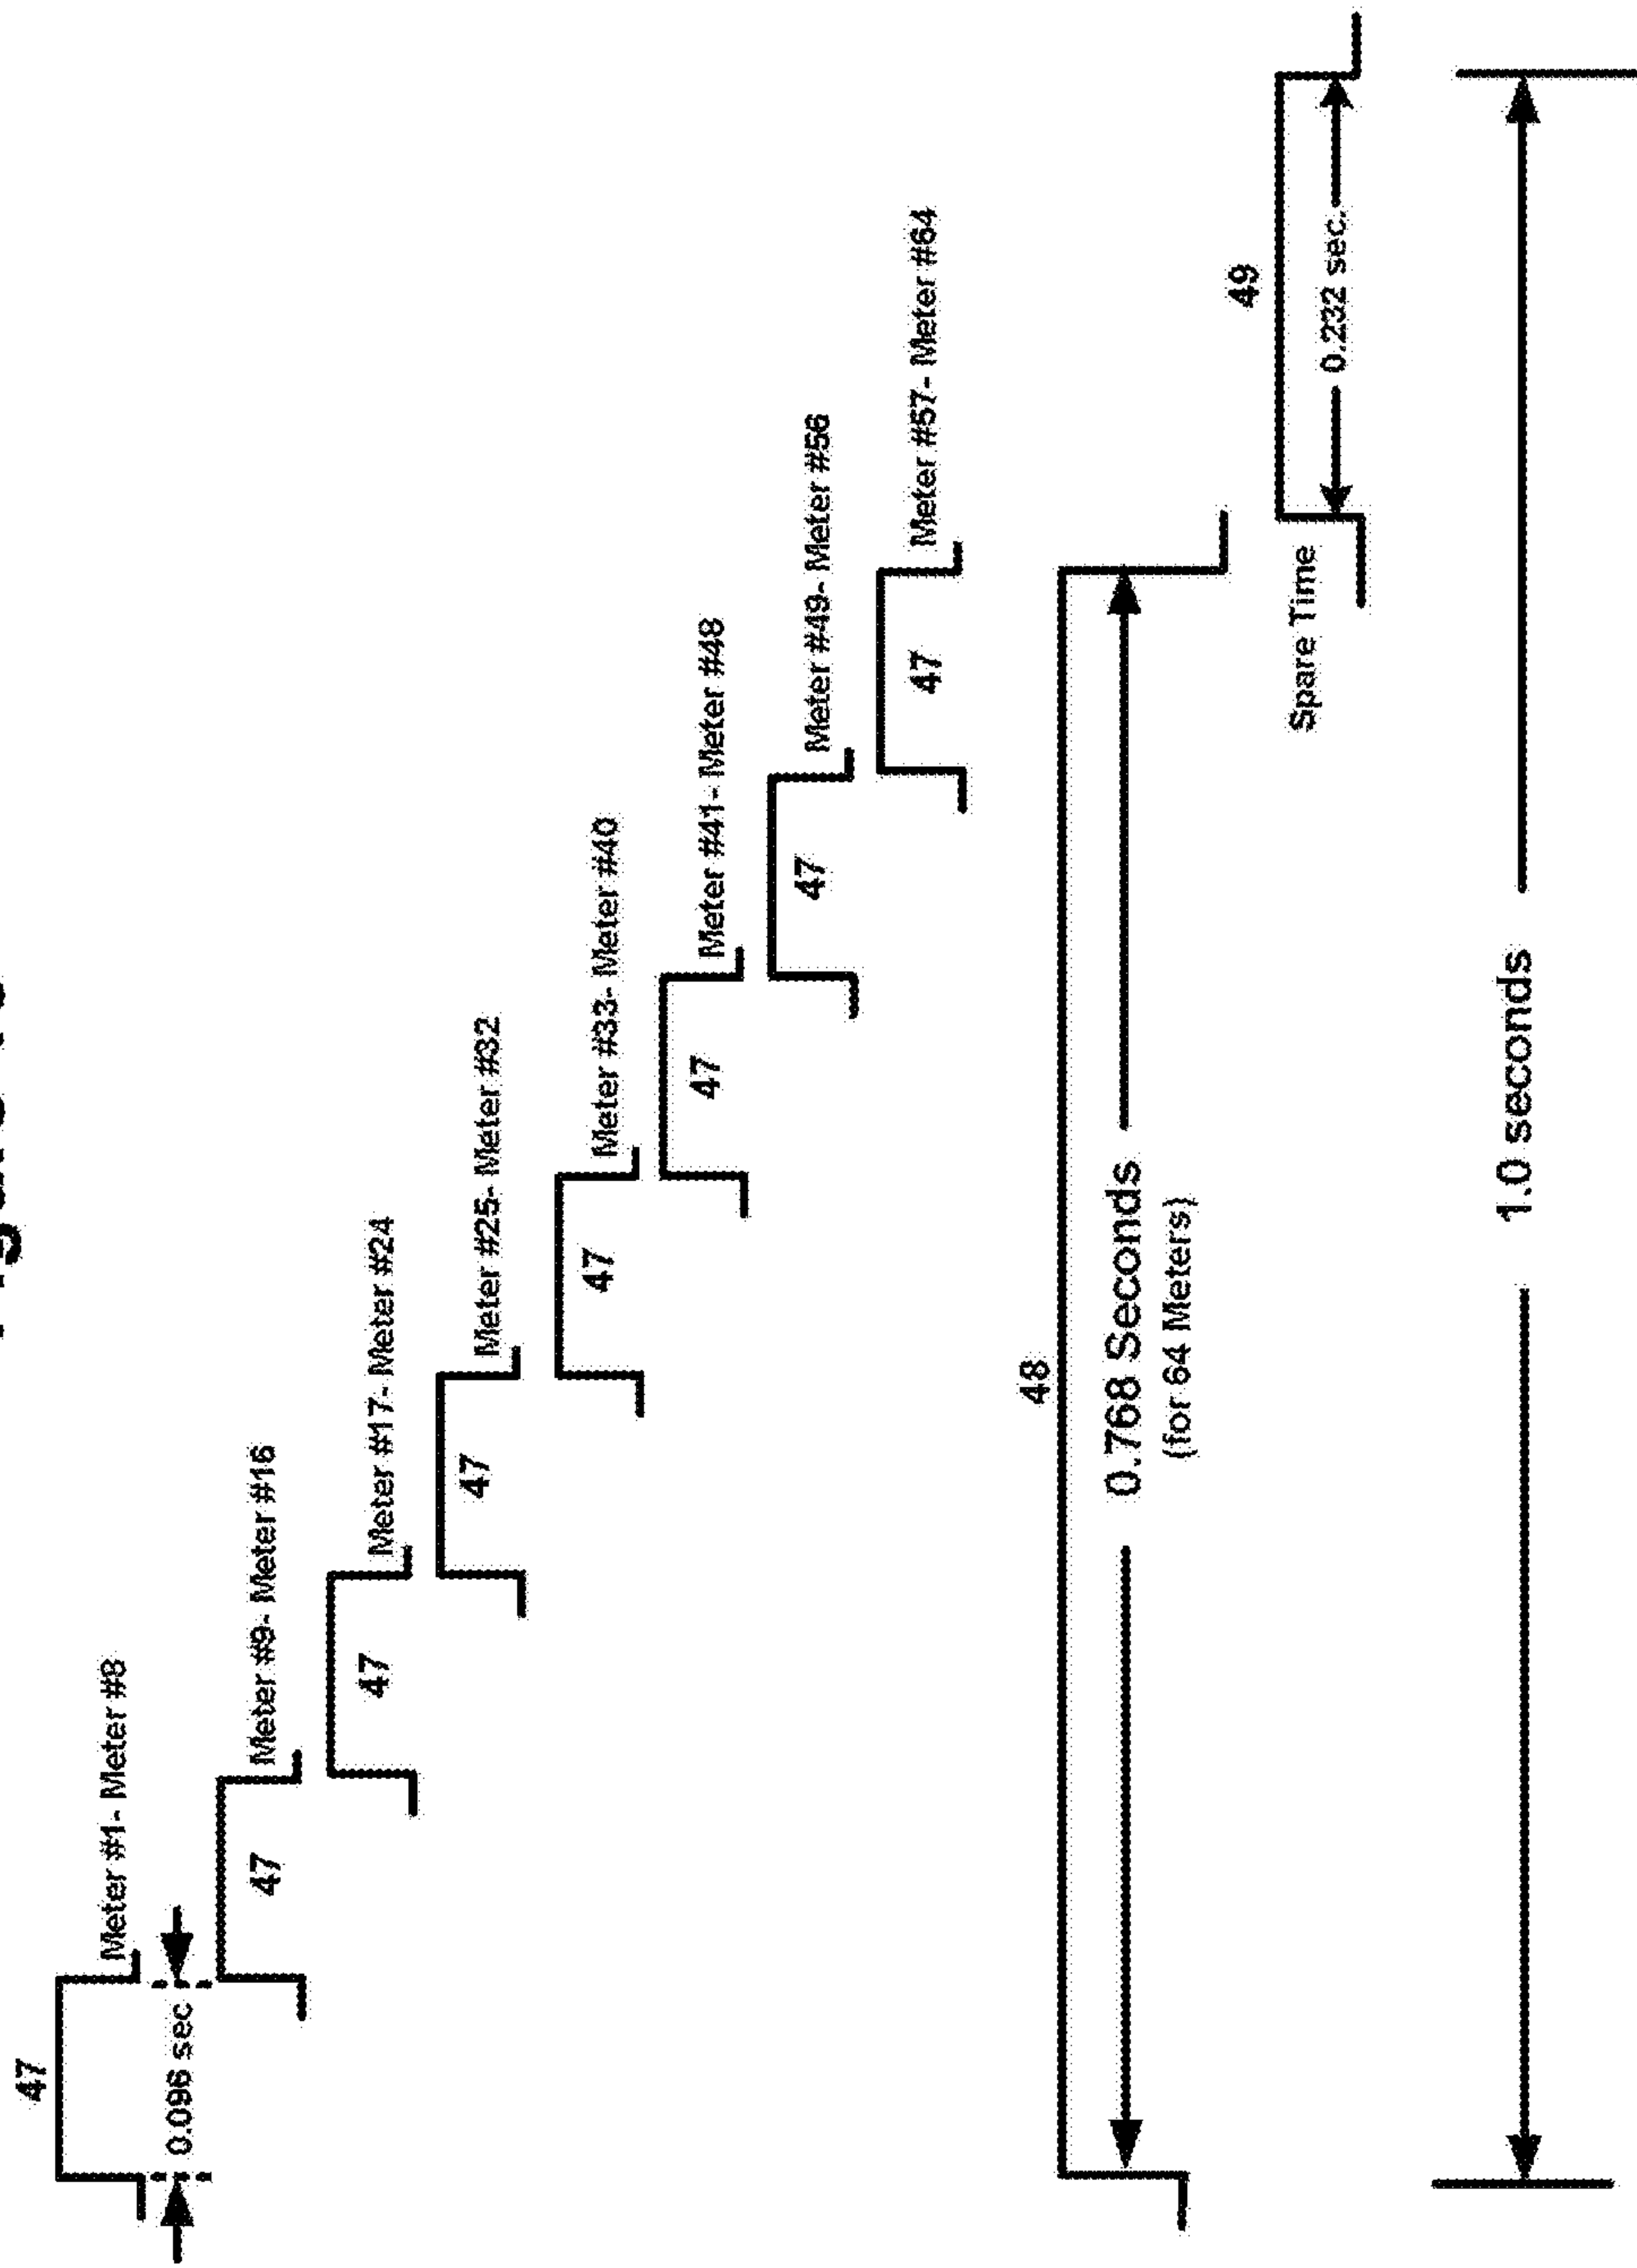 47
Meter #1- Meter #8
0.096 sec
47
Meter #9- Meter #16
47
Meter #17- Meter #24
47
Meter #25- Meter #32
47
Meter #33- Meter #40
47
Meter #41- Meter #48
47
Meter #49- Meter #56
47
Meter #57- Meter #64
48
0.768 Seconds
(for 64 Meters)
49
Spare Time
0.232 sec.
1.0 seconds